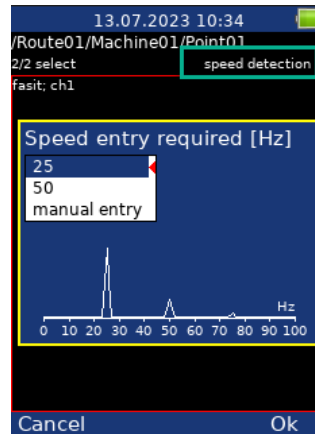 13.07.2023 10:34
/Route01/Machine01/Point01
2/2 select speed detection
fasit; ch1
Speed entry required [Hz]
25
50
manual entry
Hz
0 10 20 30 40 50 60 70 80 90 100
Cancel Ok